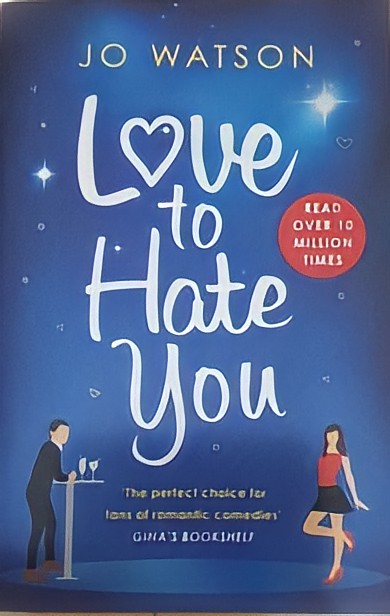 JO WATSON
Love
to
Hate
You
READ
OVER 10
MILLION
TIMES
'The perfect choice for
fans of romantic comedies'
GINA'S BOOKSHELF